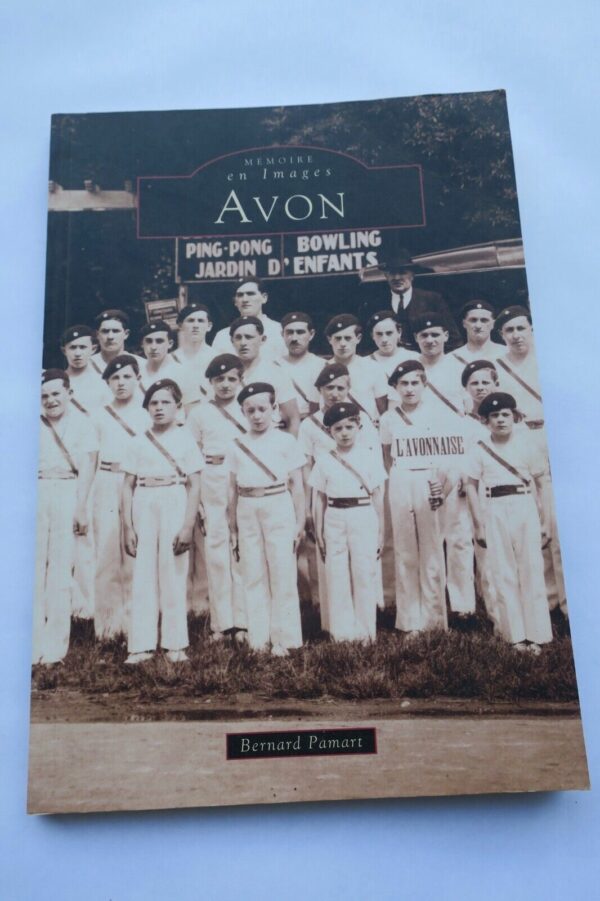 MÉMOIRE
en Images
AVON
PING-PONG BOWLING
JARDIN D'ENFANTS
L'AVONNAISE
Bernard Pamart